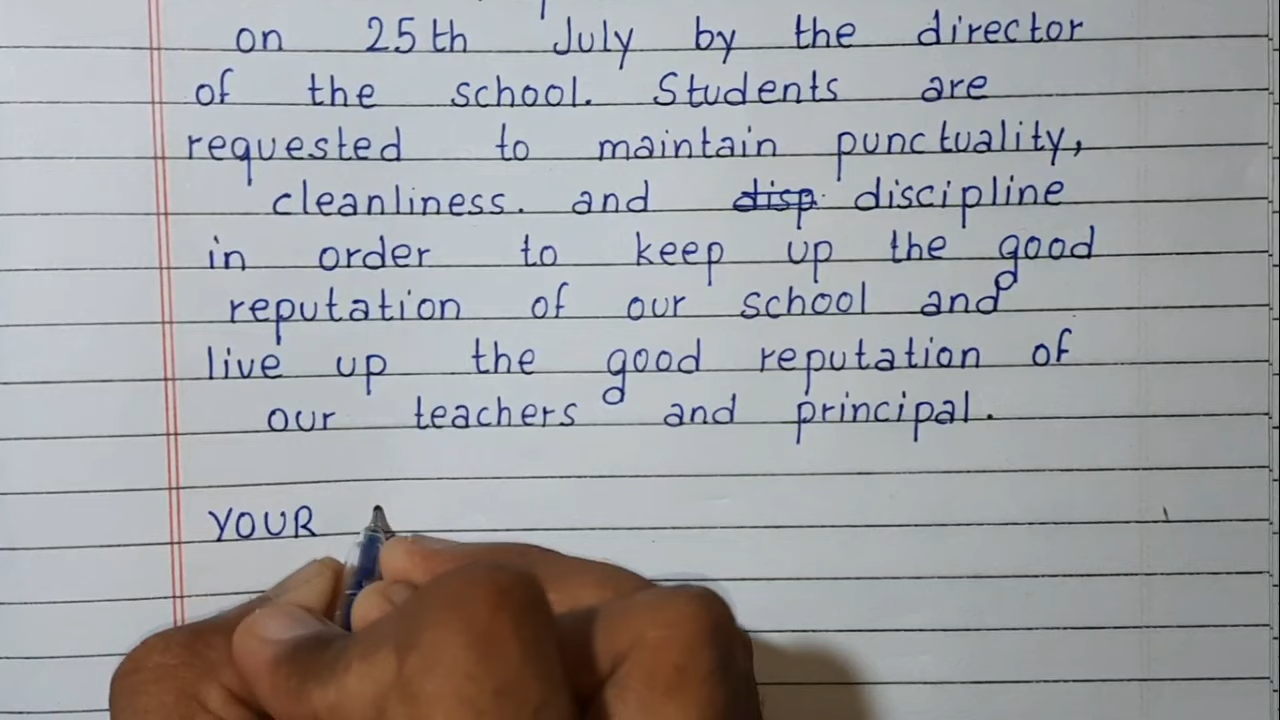 on 25th July by the director
of the school. Students are
requested to maintain punctuality,
cleanliness. and disp. discipline
in order to keep up the good
reputation of our school and
live up the good reputation of
our teachers and principal.
YOUR